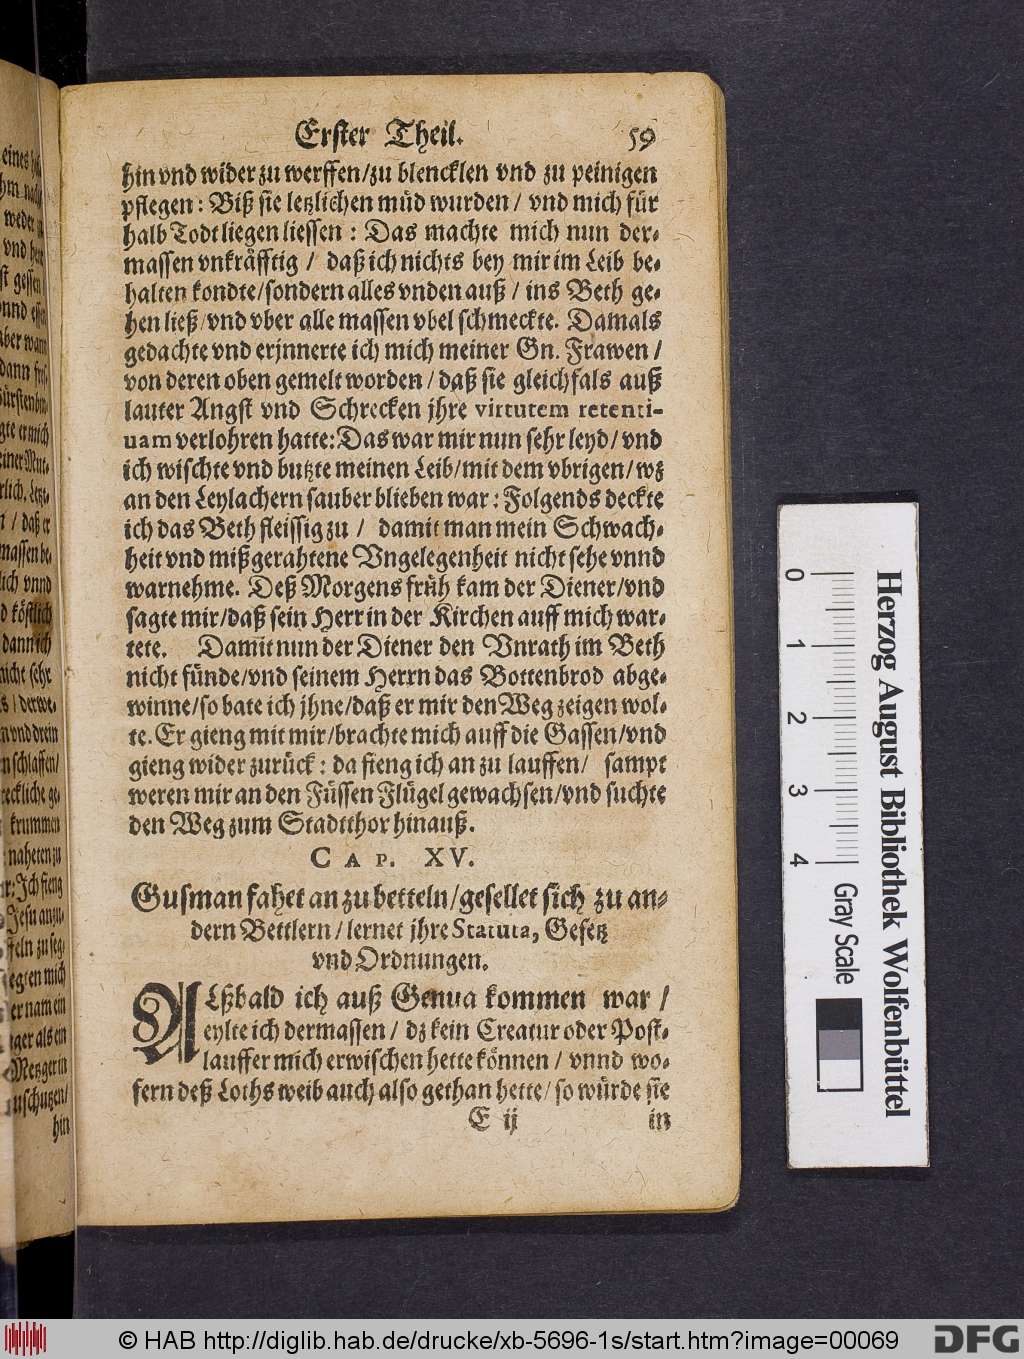 Erster Theil. 59
hin vnd wider zu werffen/zu blencklen vnd zu peinigen
pflegen: Biß sie letzlichen müd wurden / vnd mich für
halb Todt liegen liessen : Das machte mich nun der-
massen vnkräfftig / daß ich nichts bey mir im Leib be-
halten kondte/sondern alles vnden auß / ins Beth ge-
hen ließ/vnd vber alle massen vbel schmeckte. Damals
gedachte vnd erjnnerte ich mich meiner Gn. Frawen /
von deren oben gemelt worden / daß sie gleichfals auß
lauter Angst vnd Schrecken jhre virtutem retenti-
uam verlohren hatte: Das war mir nun sehr leyd/vnd
ich wischte vnd butzte meinen Leib/mit dem vbrigen/wz
an den Leylachern sauber blieben war : Folgends deckte
ich das Beth fleissig zu / damit man mein Schwach-
heit vnd mißgerahtene Vngelegenheit nicht sehe vnnd
warnehme. Deß Morgens früh kam der Diener/vnd
sagte mir/daß sein Herr in der Kirchen auff mich war-
tete. Damit nun der Diener den Vnrath im Beth
nicht fünde/vnd seinem Herrn das Bottenbrod abge-
winne/so bate ich jhne/daß er mir den Weg zeigen wol-
te. Er gieng mit mir/brachte mich auff die Gassen/vnd
gieng wider zurück : da fieng ich an zu lauffen/ sampt
weren mir an den Füssen Flügel gewachsen/vnd suchte
den Weg zum Stadtthor hinauß.
CAP. XV.
Gusman fahet an zu betteln/gesellet sich zu an-
dern Bettlern / lernet jhre Statuta, Gesetz
vnd Ordnungen.
ALßbald ich auß Genua kommen war /
eylte ich dermassen / dz kein Creatur oder Post-
lauffer mich erwischen hette können / vnnd wo-
fern deß Loths weib auch also gethan hette/ so würde sie
E ij in
0 1 2 3 4
Gray Scale
Herzog August Bibliothek Wolfenbüttel
© HAB http://diglib.hab.de/drucke/xb-5696-1s/start.htm?image=00069
DFG